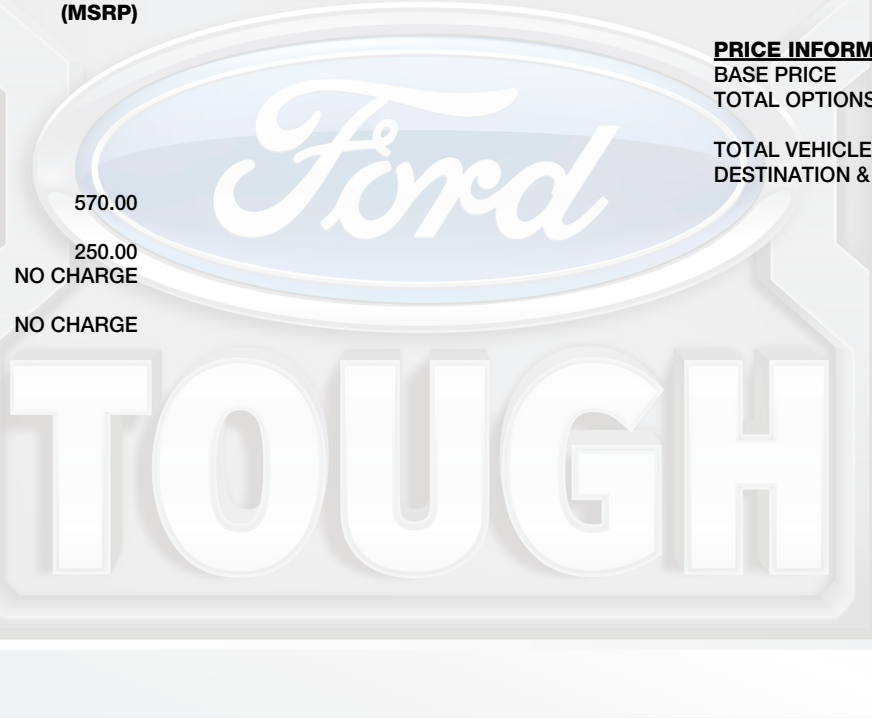 (MSRP)
PRICE INFORM
BASE PRICE
TOTAL OPTIONS
TOTAL VEHICLE
DESTINATION &
570.00
250.00
NO CHARGE
NO CHARGE
Ford
TOUGH